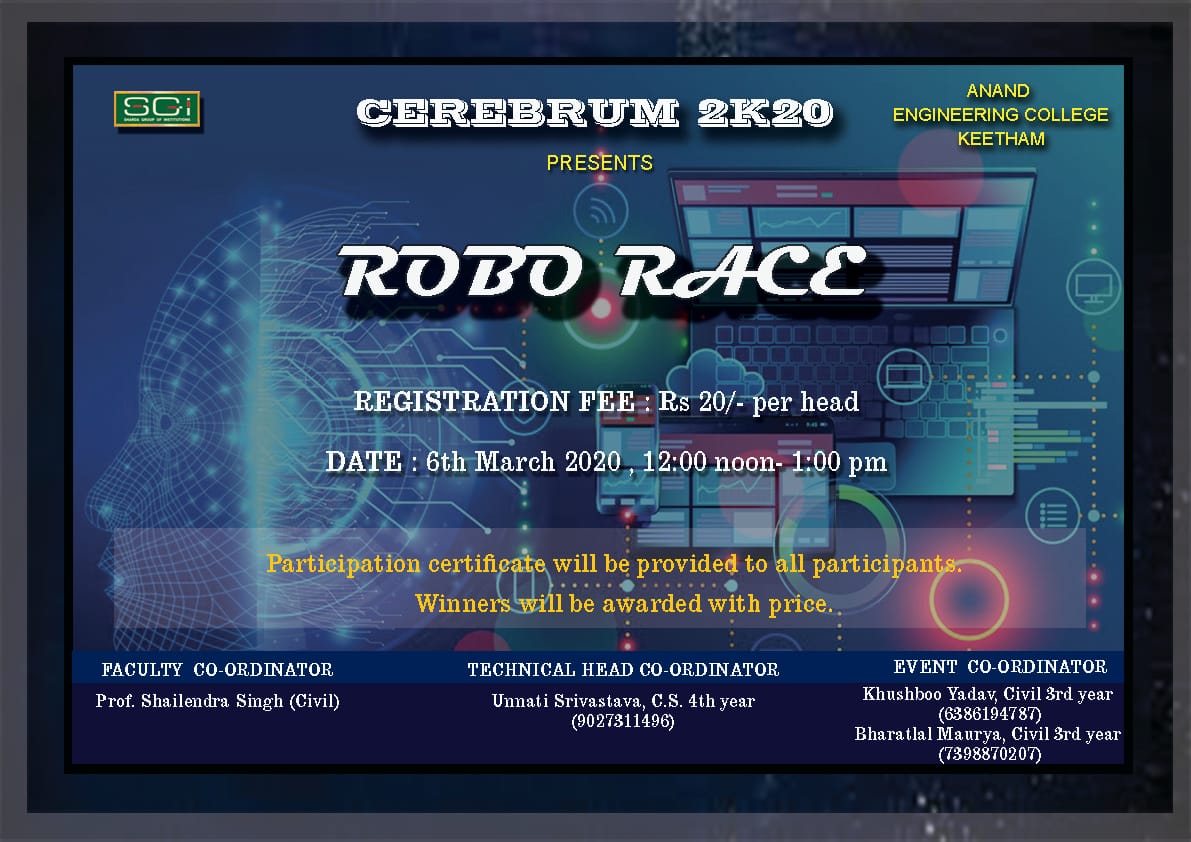 SGI
SHARDA GROUP OF INSTITUTIONS
CEREBRUM 2K20
ANAND
ENGINEERING COLLEGE
KEETHAM
PRESENTS
ROBO RACE
REGISTRATION FEE : Rs 20/- per head
DATE : 6th March 2020 , 12:00 noon- 1:00 pm
Participation certificate will be provided to all participants.
Winners will be awarded with price.
FACULTY CO-ORDINATOR
Prof. Shailendra Singh (Civil)
TECHNICAL HEAD CO-ORDINATOR
Unnati Srivastava, C.S. 4th year
(9027311496)
EVENT CO-ORDINATOR
Khushboo Yadav, Civil 3rd year
(6386194787)
Bharatlal Maurya, Civil 3rd year
(7398870207)